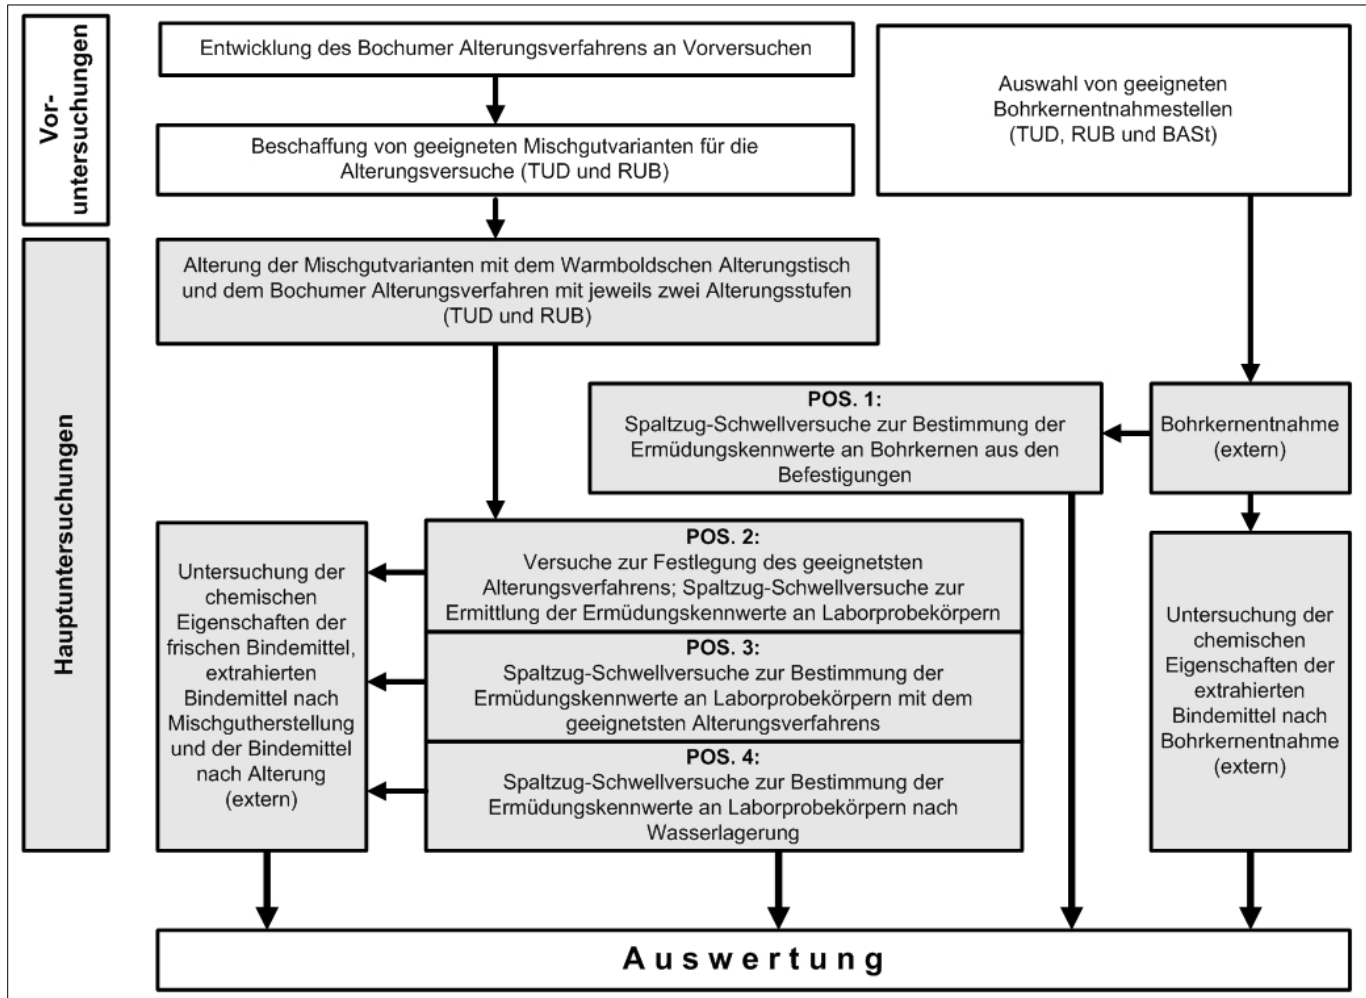 Vor-
untersuchungen
Entwicklung des Bochumer Alterungsverfahrens an Vorversuchen
Auswahl von geeigneten
Bohrkernentnahmestellen
(TUD, RUB und BASt)
Beschaffung von geeigneten Mischgutvarianten für die
Alterungsversuche (TUD und RUB)
Hauptuntersuchungen
Alterung der Mischgutvarianten mit dem Warmboldschen Alterungstisch
und dem Bochumer Alterungsverfahren mit jeweils zwei Alterungsstufen
(TUD und RUB)
POS. 1:
Spaltzug-Schwellversuche zur Bestimmung der
Ermüdungskennwerte an Bohrkernen aus den
Befestigungen
Bohrkernentnahme
(extern)
Untersuchung der
chemischen
Eigenschaften der
frischen Bindemittel,
extrahierten
Bindemittel nach
Mischgutherstellung
und der Bindemittel
nach Alterung
(extern)
POS. 2:
Versuche zur Festlegung des geeignetsten
Alterungsverfahrens; Spaltzug-Schwellversuche zur
Ermittlung der Ermüdungskennwerte an Laborprobekörpern
POS. 3:
Spaltzug-Schwellversuche zur Bestimmung der
Ermüdungskennwerte an Laborprobekörpern mit dem
geeignetsten Alterungsverfahrens
POS. 4:
Spaltzug-Schwellversuche zur Bestimmung der
Ermüdungskennwerte an Laborprobekörpern nach
Wasserlagerung
Untersuchung der
chemischen
Eigenschaften der
extrahierten
Bindemittel nach
Bohrkernentnahme
(extern)
Auswertung